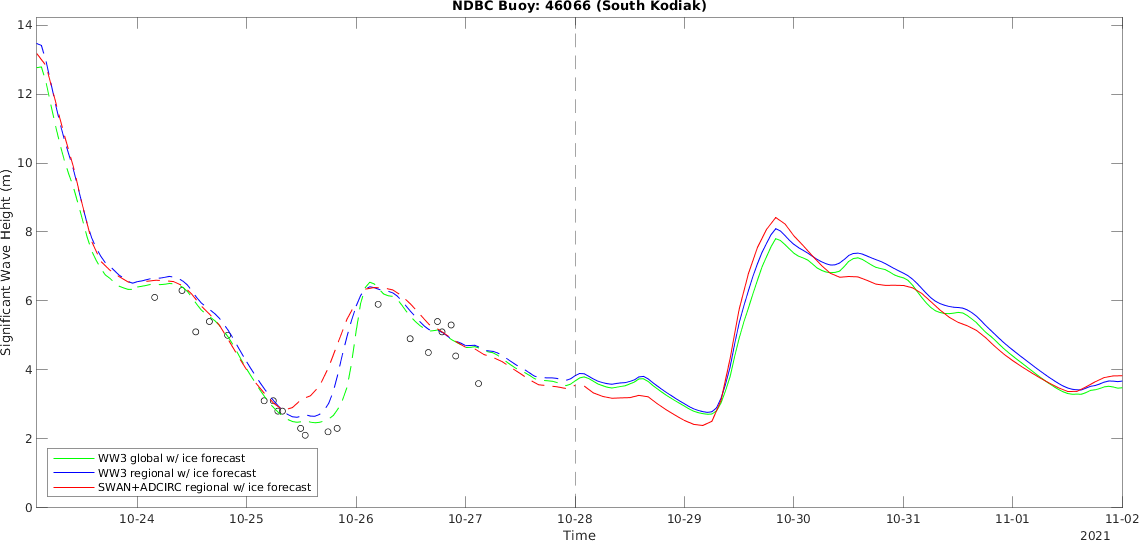 NDBC Buoy: 46066 (South Kodiak)
14
12
10
8
6
4
2
0
Significant Wave Height (m)
WW3 global w/ ice forecast
WW3 regional w/ ice forecast
SWAN+ADCIRC regional w/ ice forecast
10-24 10-25 10-26 10-27 10-28 10-29 10-30 10-31 11-01 11-02
Time
2021